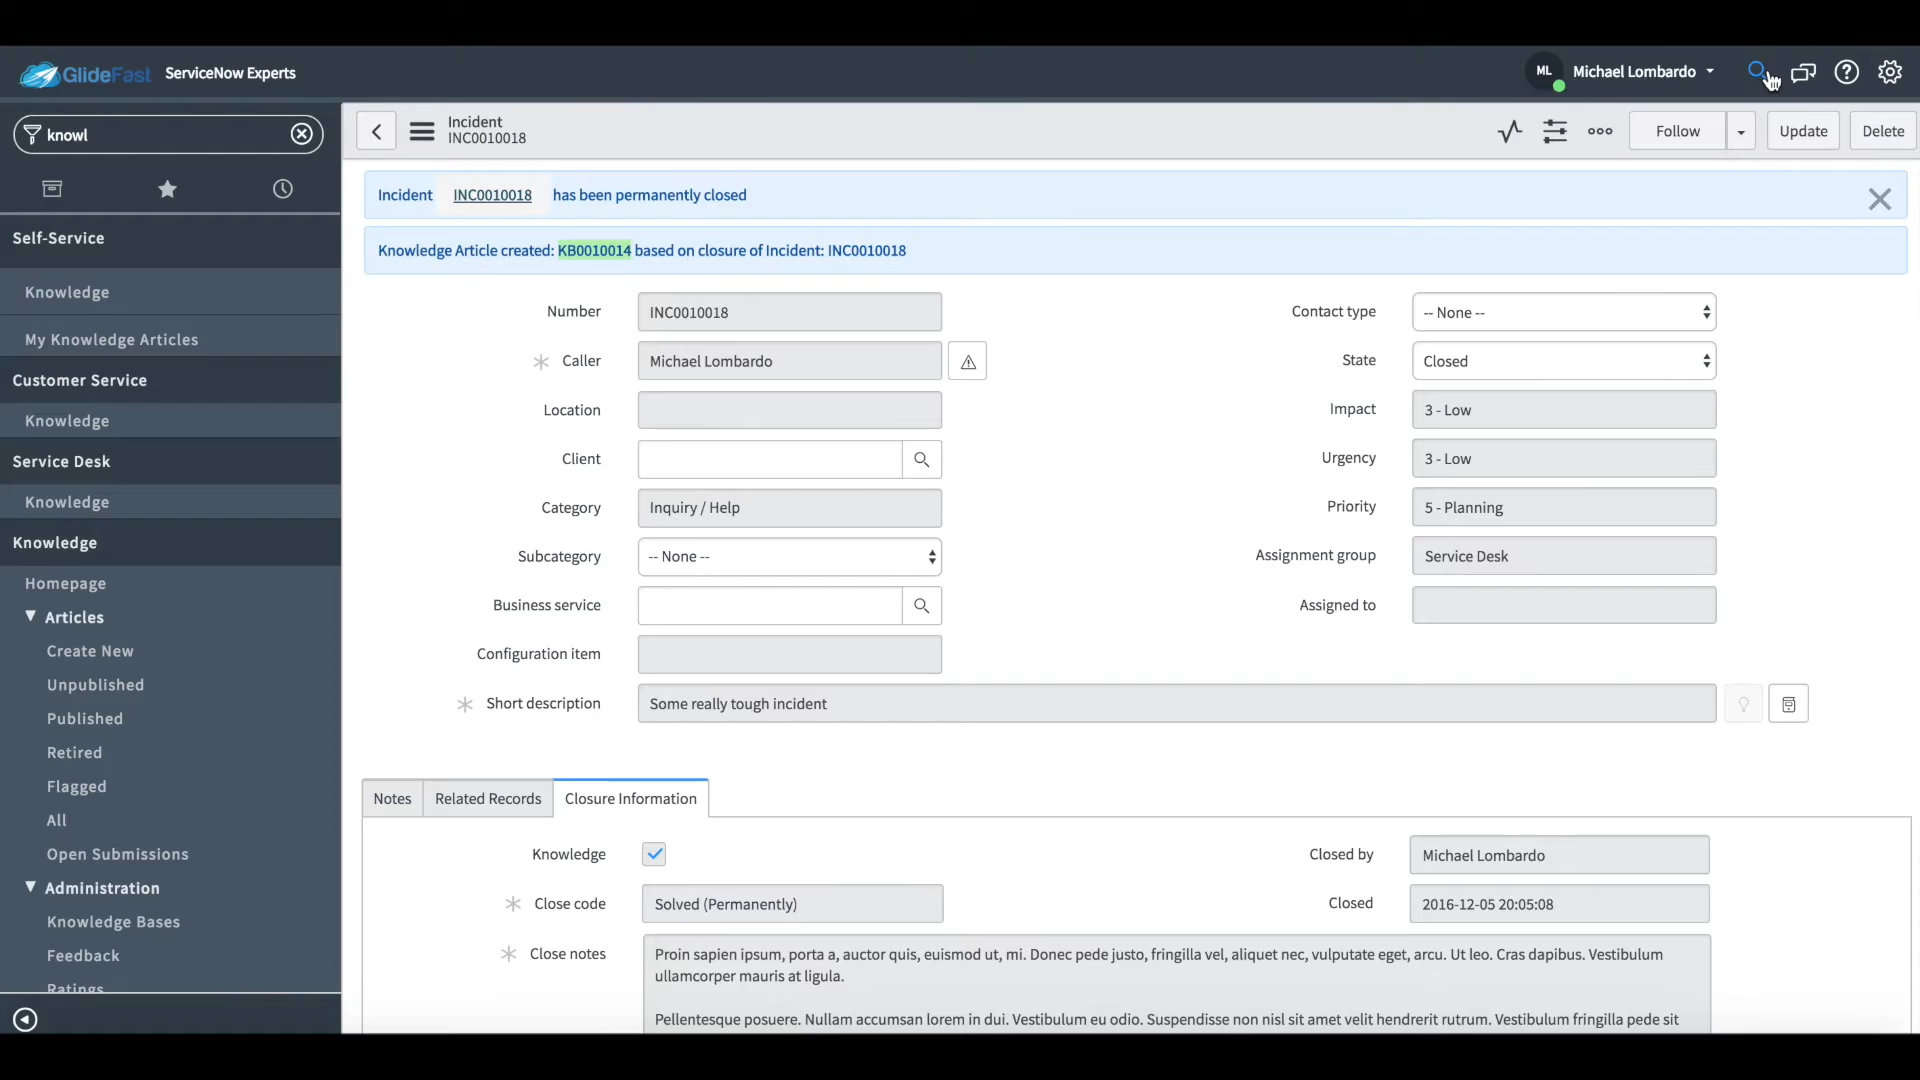 GlideFast ServiceNow Experts
ML Michael Lombardo
knowl
Self-Service
Knowledge
My Knowledge Articles
Customer Service
Knowledge
Service Desk
Knowledge
Knowledge
Homepage
Articles
Create New
Unpublished
Published
Retired
Flagged
All
Open Submissions
Administration
Knowledge Bases
Feedback
Ratings
Incident
INC0010018
Follow Update Delete
Incident INC0010018 has been permanently closed
Knowledge Article created: KB0010014 based on closure of Incident: INC0010018
Number INC0010018
Caller Michael Lombardo
Location
Client
Category Inquiry / Help
Subcategory -- None --
Business service
Configuration item
Contact type -- None --
State Closed
Impact 3 - Low
Urgency 3 - Low
Priority 5 - Planning
Assignment group Service Desk
Assigned to
Short description Some really tough incident
Notes Related Records Closure Information
Knowledge
Close code Solved (Permanently)
Closed by Michael Lombardo
Closed 2016-12-05 20:05:08
Close notes Proin sapien ipsum, porta a, auctor quis, euismod ut, mi. Donec pede justo, fringilla vel, aliquet nec, vulputate eget, arcu. Ut leo. Cras dapibus. Vestibulum
ullamcorper mauris at ligula.
Pellentesque posuere. Nullam accumsan lorem in dui. Vestibulum eu odio. Suspendisse non nisl sit amet velit hendrerit rutrum. Vestibulum fringilla pede sit